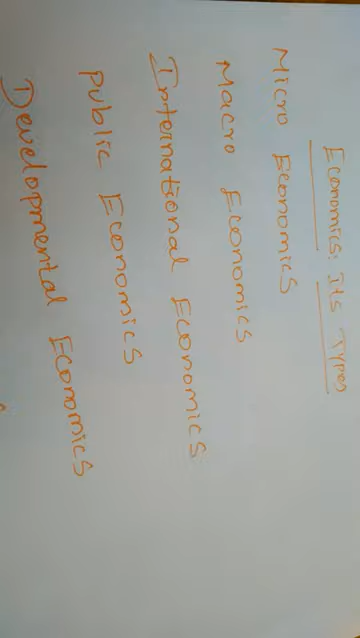 Economics: Its Types
Micro Economics
Macro Economics
International Economics
Public Economics
Developmental Economics